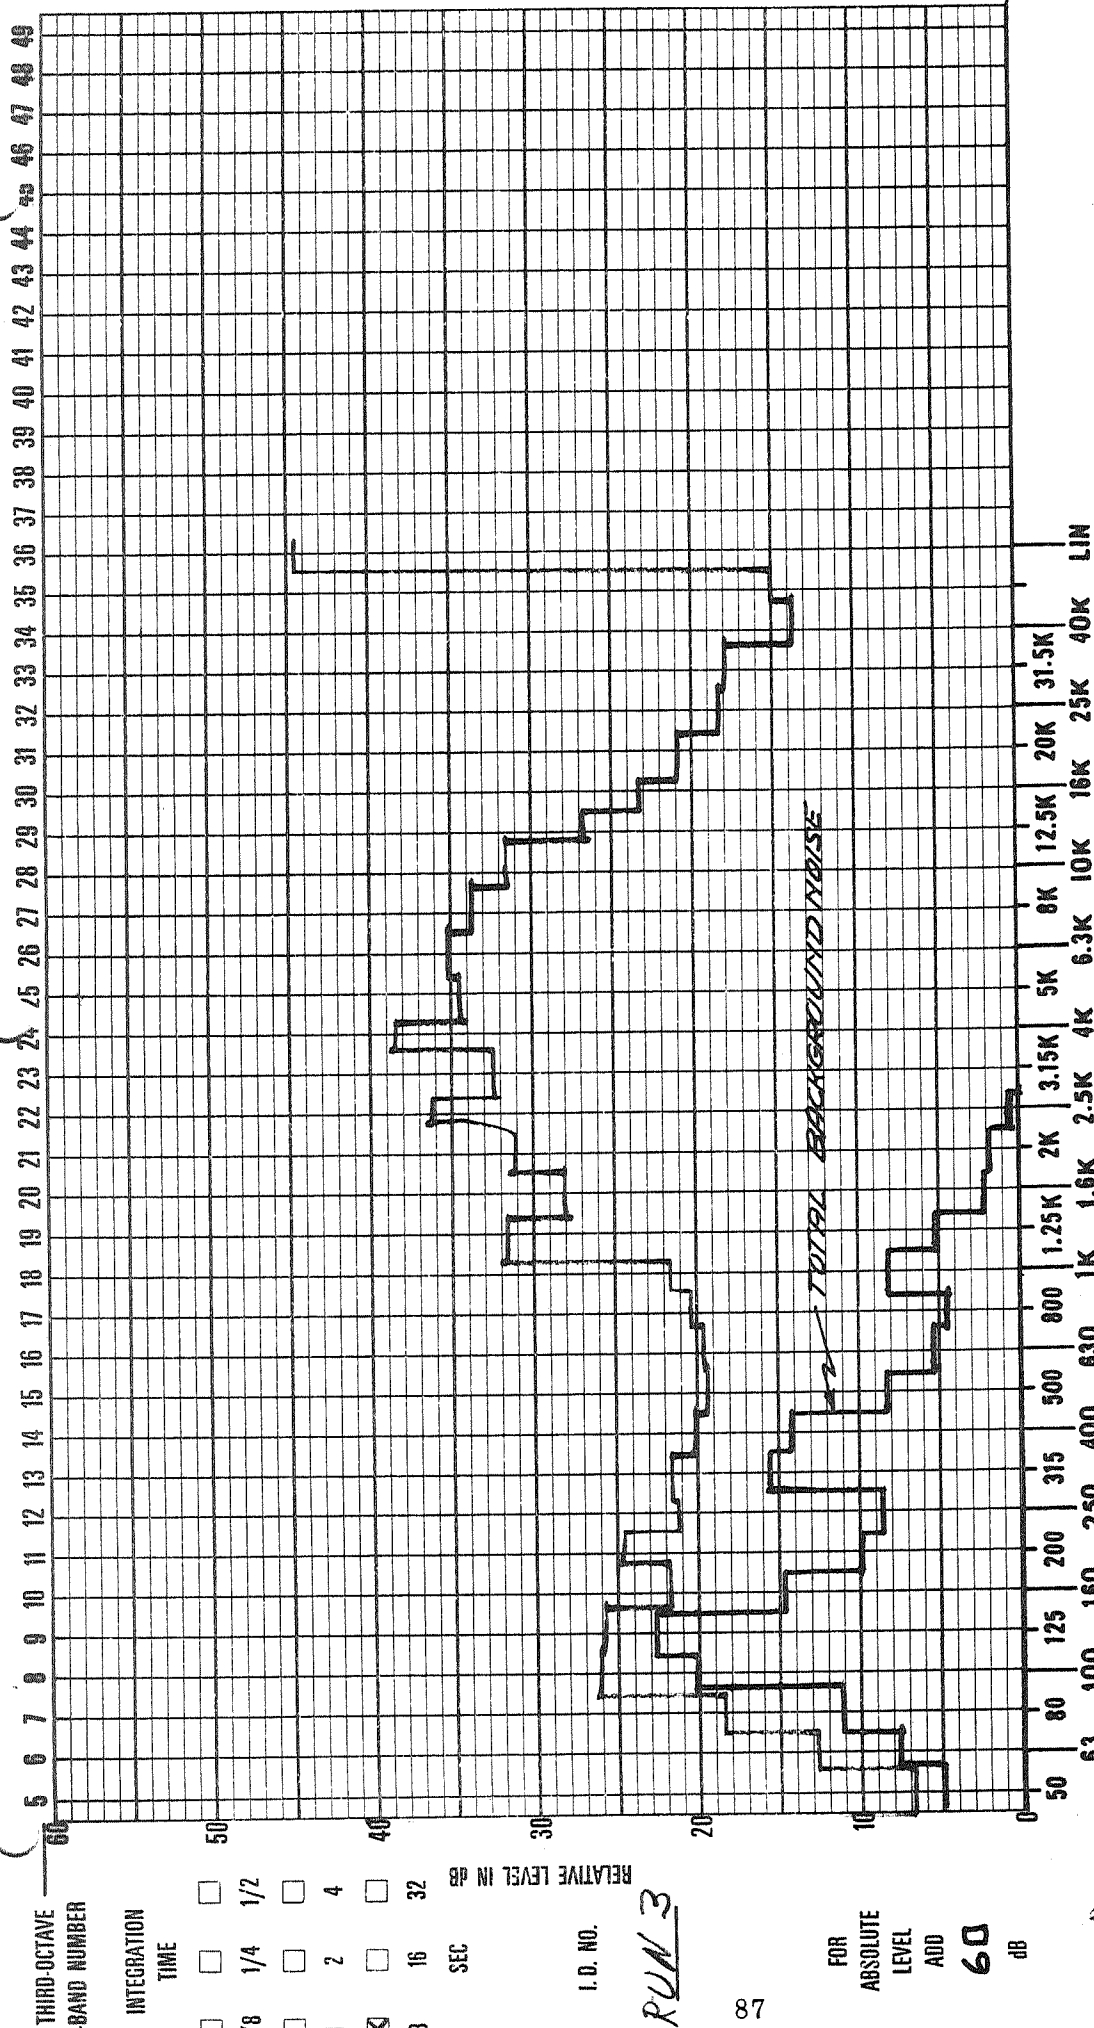 THIRD-OCTAVE
-BAND NUMBER
5 6 7 8 9 10 11 12 13 14 15 16 17 18 19 20 21 22 23 24 25 26 27 28 29 30 31 32 33 34 35 36 37 38 39 40 41 42 43 44 45 46 47 48 49
INTEGRATION
TIME
1/4 1/2
2 4
16 32
SEC
I. D. NO.
RUN 3
87
FOR
ABSOLUTE
LEVEL
ADD
60
dB
RELATIVE LEVEL IN dB
60
50
40
30
20
10
0
TOTAL BACKGROUND NOISE
50 80 125 200 315 500 800 1.25K 2K 3.15K 5K 8K 12.5K 20K 31.5K
63 100 160 250 400 630 1K 1.6K 2.5K 4K 6.3K 10K 16K 25K 40K LIN